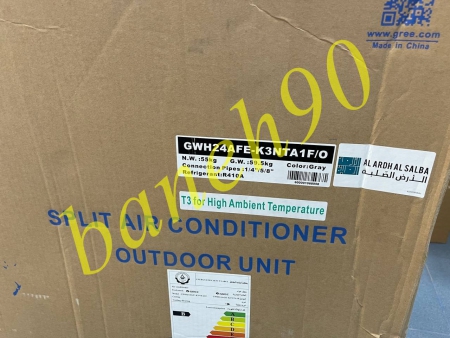 www.gree.com
Made in China
GWH24AFE-K3NTA1F/O
N.W.:55kg G.W.:59.5kg Color:Gray
Connection Pipes:1/4"/5/8"
Refrigerant:R410A
AL ARDH AL SALBA
الأرض الصلبة
T3 for High Ambient Temperature
SPLIT AIR CONDITIONER
OUTDOOR UNIT
baneh90
B
A
B
C
D
E